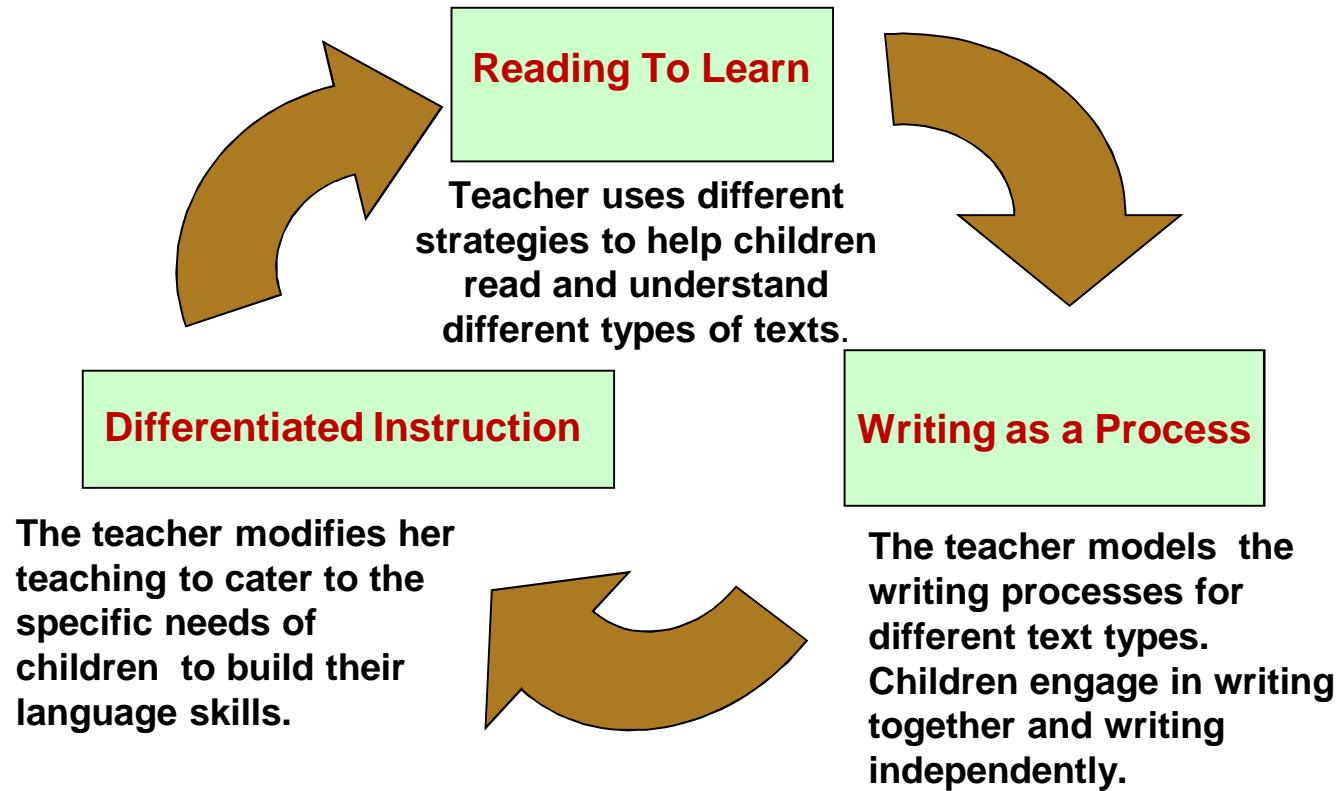 Reading To Learn
Teacher uses different
strategies to help children
read and understand
different types of texts.
Writing as a Process
The teacher models the
writing processes for
different text types.
Children engage in writing
together and writing
independently.
Differentiated Instruction
The teacher modifies her
teaching to cater to the
specific needs of
children to build their
language skills.